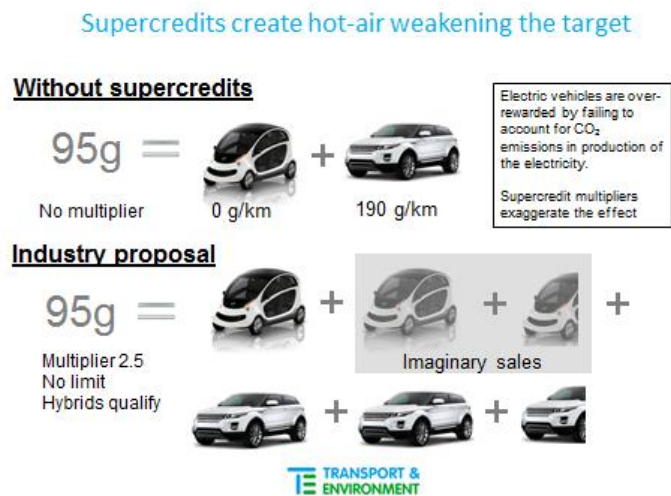 Supercredits create hot-air weakening the target
Without supercredits
95g = + 
No multiplier
0 g/km
190 g/km
Electric vehicles are over-
rewarded by failing to
account for CO₂
emissions in production of
the electricity.
Supercredit multipliers
exaggerate the effect
Industry proposal
95g = + + +
Multiplier 2.5
No limit
Hybrids qualify
Imaginary sales
+ +
TE TRANSPORT &
ENVIRONMENT